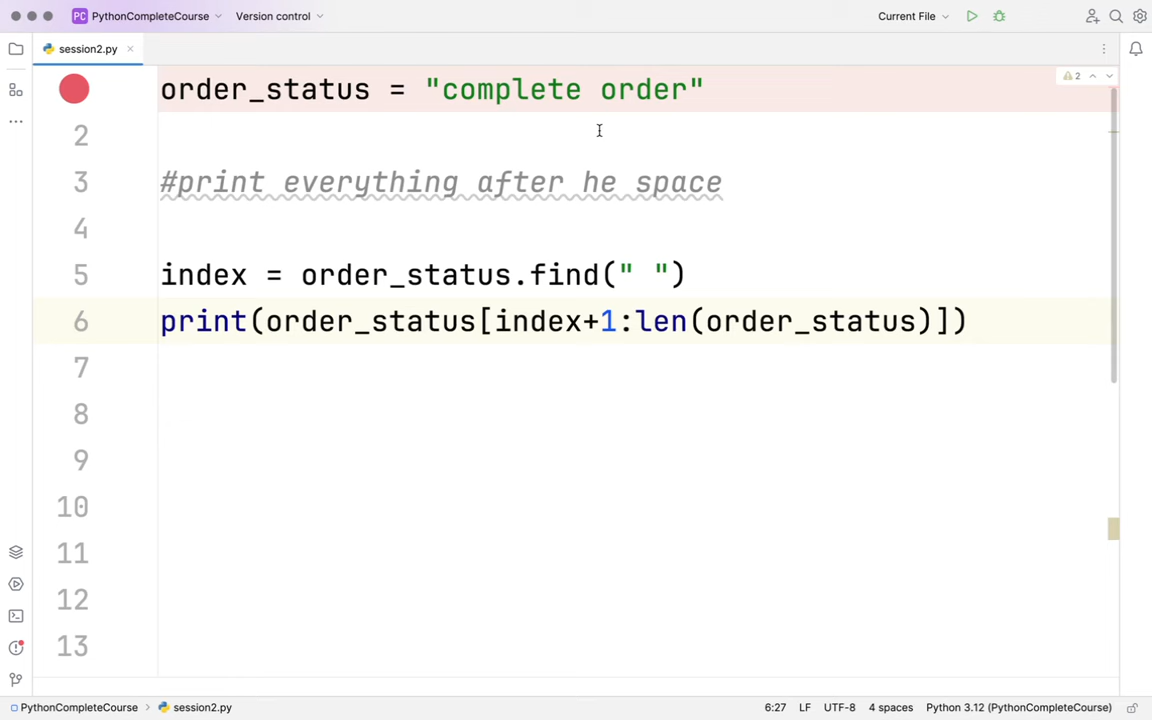 PC PythonCompleteCourse Version control Current File
session2.py
2
order_status = "complete order"
2
3 #print everything after he space
4
5 index = order_status.find(" ")
6 print(order_status[index+1:len(order_status)])
7
8
9
10
11
12
13
PythonCompleteCourse session2.py 6:27 LF UTF-8 4 spaces Python 3.12 (PythonCompleteCourse)